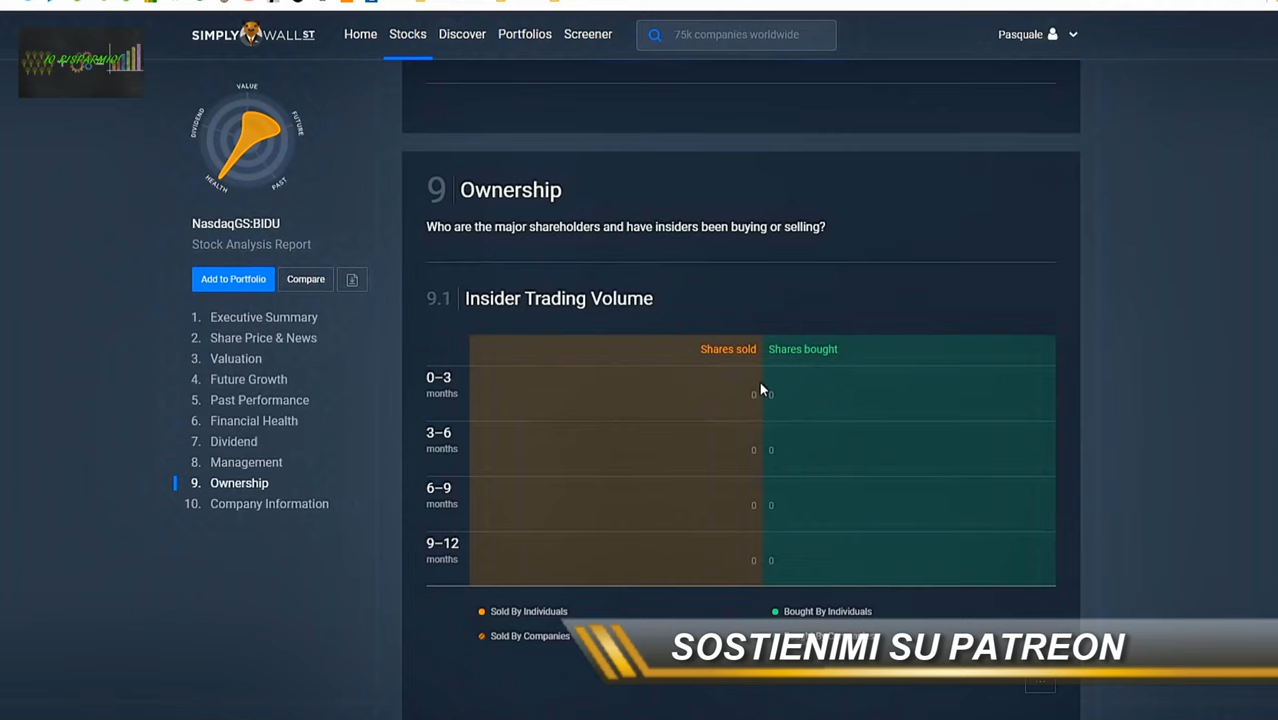 SIMPLY WALL ST
Home Stocks Discover Portfolios Screener
75k companies worldwide
Pasquale
IO RISPARMIO!
VALUE
FUTURE
PAST
HEALTH
DIVIDEND
NasdaqGS:BIDU
Stock Analysis Report
Add to Portfolio Compare
1. Executive Summary
2. Share Price & News
3. Valuation
4. Future Growth
5. Past Performance
6. Financial Health
7. Dividend
8. Management
9. Ownership
10. Company Information
9 Ownership
Who are the major shareholders and have insiders been buying or selling?
9.1 Insider Trading Volume
Shares sold Shares bought
0–3 months 0 0
3–6 months 0 0
6–9 months 0 0
9–12 months 0 0
Sold By Individuals Bought By Individuals
Sold By Companies
SOSTIENIMI SU PATREON